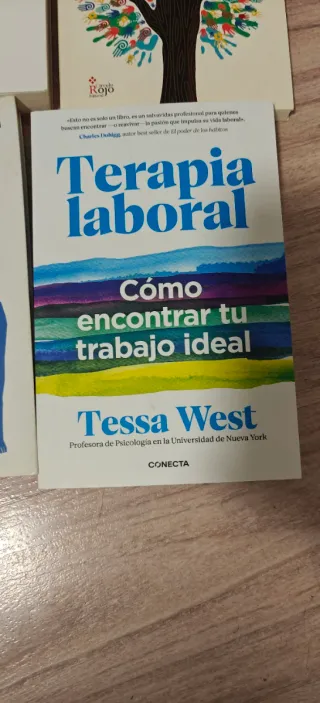 Rojo
«Esto no es solo un libro, es un salvavidas profesional para quienes
buscan encontrar —o reavivar— la pasión que impulsa su vida laboral».
Charles Duhigg, autor best seller de El poder de los hábitos
Terapia
laboral
Cómo
encontrar tu
trabajo ideal
Tessa West
Profesora de Psicología en la Universidad de Nueva York
CONECTA